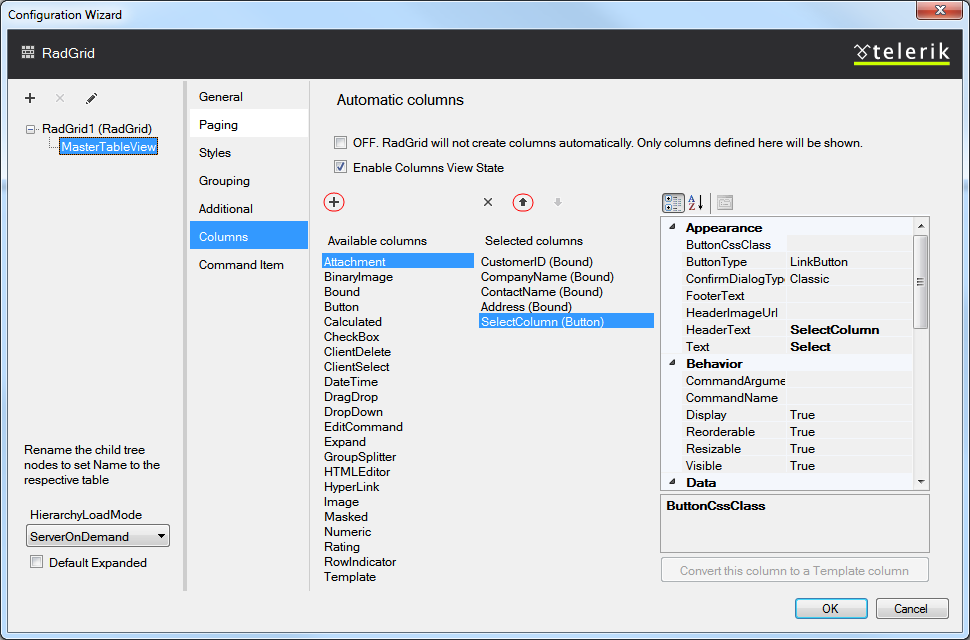 Configuration Wizard
RadGrid
telerik
RadGrid1 (RadGrid)
MasterTableView
Rename the child tree
nodes to set Name to the
respective table
HierarchyLoadMode
ServerOnDemand
Default Expanded
General
Paging
Styles
Grouping
Additional
Columns
Command Item
Automatic columns
OFF. RadGrid will not create columns automatically. Only columns defined here will be shown.
Enable Columns View State
Available columns
Attachment
BinaryImage
Bound
Button
Calculated
CheckBox
ClientDelete
ClientSelect
DateTime
DragDrop
DropDown
EditCommand
Expand
GroupSplitter
HTMLEditor
HyperLink
Image
Masked
Numeric
Rating
RowIndicator
Template
Selected columns
CustomerID (Bound)
CompanyName (Bound)
ContactName (Bound)
Address (Bound)
SelectColumn (Button)
A
Z
Appearance
ButtonCssClass
ButtonType LinkButton
ConfirmDialogTyp Classic
FooterText
HeaderImageUrl
HeaderText SelectColumn
Text Select
Behavior
CommandArgume
CommandName
Display True
Reorderable True
Resizable True
Visible True
Data
ButtonCssClass
Convert this column to a Template column
OK Cancel